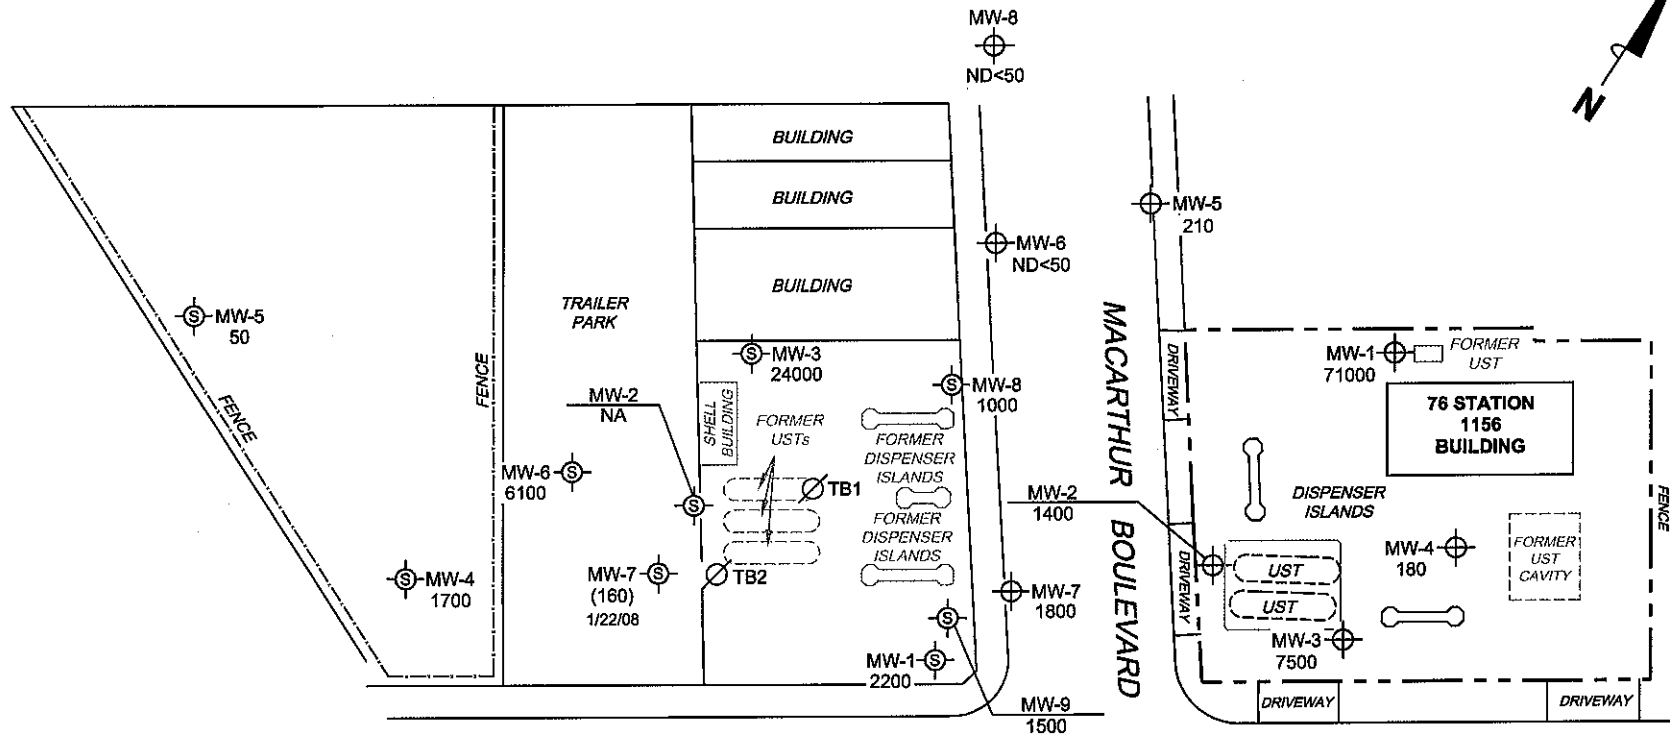 MW-8
ND<50
N
BUILDING
BUILDING
BUILDING
MW-5
210
MW-6
ND<50
TRAILER
PARK
MW-5
50
FENCE
FENCE
MW-3
24000
MW-8
1000
MW-2
NA
SHELL
BUILDING
FORMER
USTs
FORMER
DISPENSER
ISLANDS
FORMER
DISPENSER
ISLANDS
MW-6
6100
TB1
TB2
MW-4
1700
MW-7
(160)
1/22/08
MW-1
2200
MW-9
1500
MW-7
1800
MW-2
1400
MACARTHUR BOULEVARD
DRIVEWAY
DRIVEWAY
MW-1
71000
FORMER
UST
76 STATION
1156
BUILDING
DISPENSER
ISLANDS
MW-4
180
FORMER
UST
CAVITY
FENCE
UST
UST
MW-3
7500
DRIVEWAY
DRIVEWAY